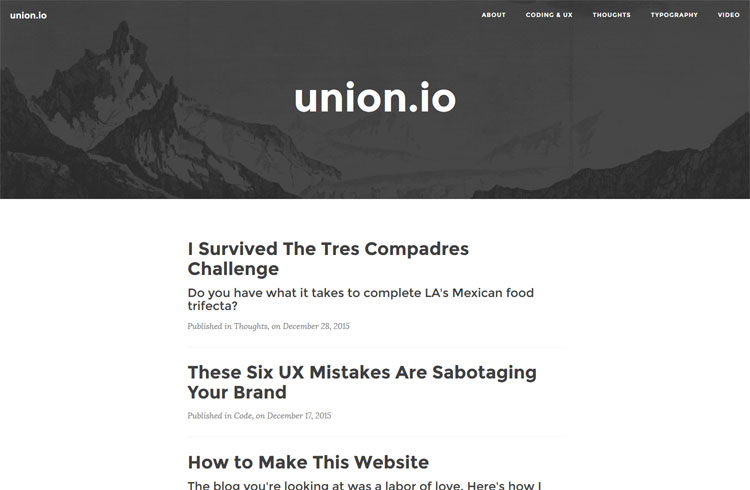 union.io
ABOUT CODING & UX THOUGHTS TYPOGRAPHY VIDEO
union.io
I Survived The Tres Compadres
Challenge
Do you have what it takes to complete LA's Mexican food
trifecta?
Published in Thoughts, on December 28, 2015
These Six UX Mistakes Are Sabotaging
Your Brand
Published in Code, on December 17, 2015
How to Make This Website
The blog you're looking at was a labor of love. Here's how I